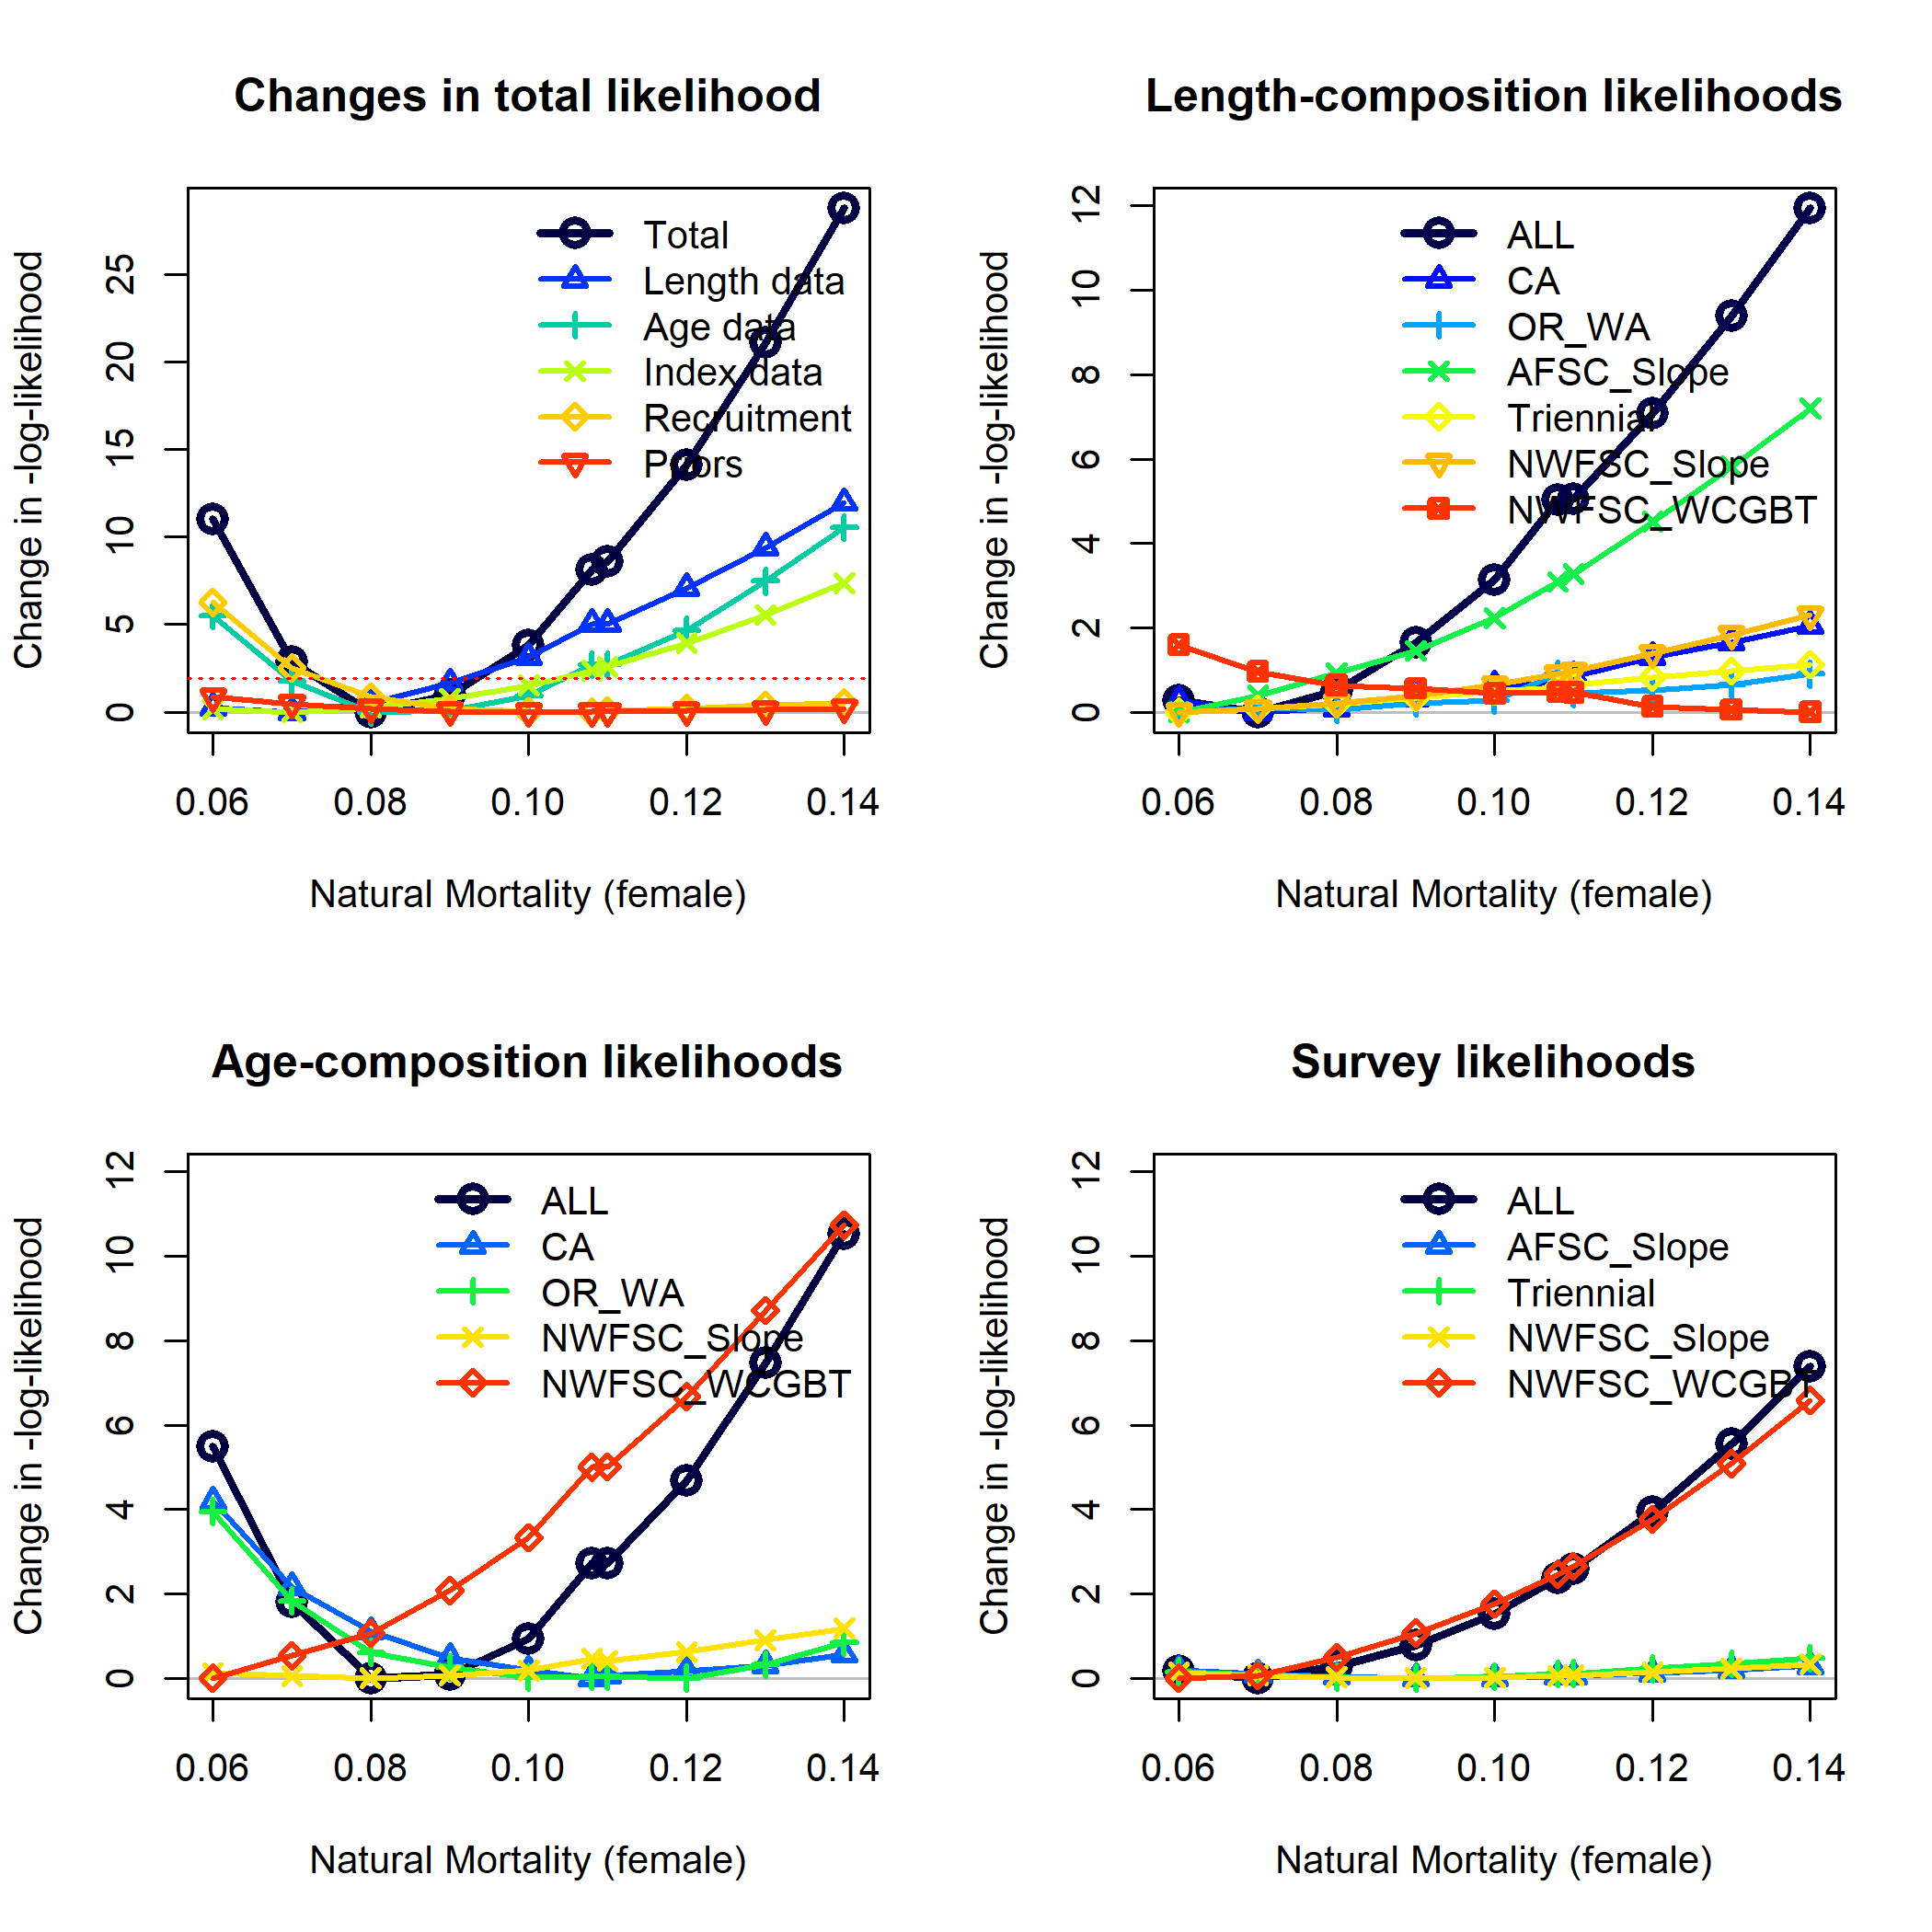 Changes in total likelihood
Change in -log-likelihood
0 5 10 15 20 25
Total
Length data
Age data
Index data
Recruitment
Priors
0.06 0.08 0.10 0.12 0.14
Natural Mortality (female)
Length-composition likelihoods
Change in -log-likelihood
0 2 4 6 8 10 12
ALL
CA
OR_WA
AFSC_Slope
Triennial
NWFSC_Slope
NWFSC_WCGBT
0.06 0.08 0.10 0.12 0.14
Natural Mortality (female)
Age-composition likelihoods
Change in -log-likelihood
0 2 4 6 8 10 12
ALL
CA
OR_WA
NWFSC_Slope
NWFSC_WCGBT
0.06 0.08 0.10 0.12 0.14
Natural Mortality (female)
Survey likelihoods
Change in -log-likelihood
0 2 4 6 8 10 12
ALL
AFSC_Slope
Triennial
NWFSC_Slope
NWFSC_WCGBT
0.06 0.08 0.10 0.12 0.14
Natural Mortality (female)